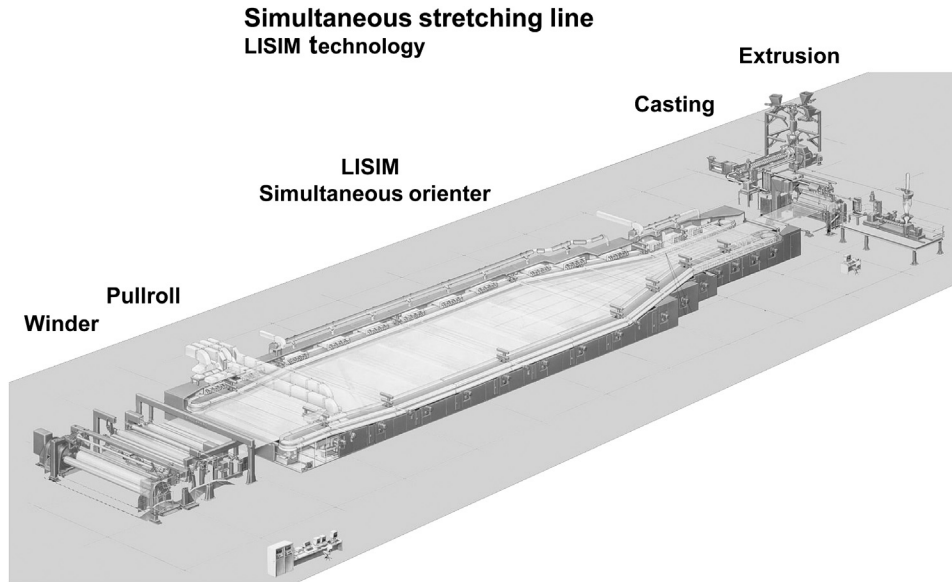 Simultaneous stretching line
LISIM technology
Extrusion
Casting
LISIM
Simultaneous orienter
Pullroll
Winder